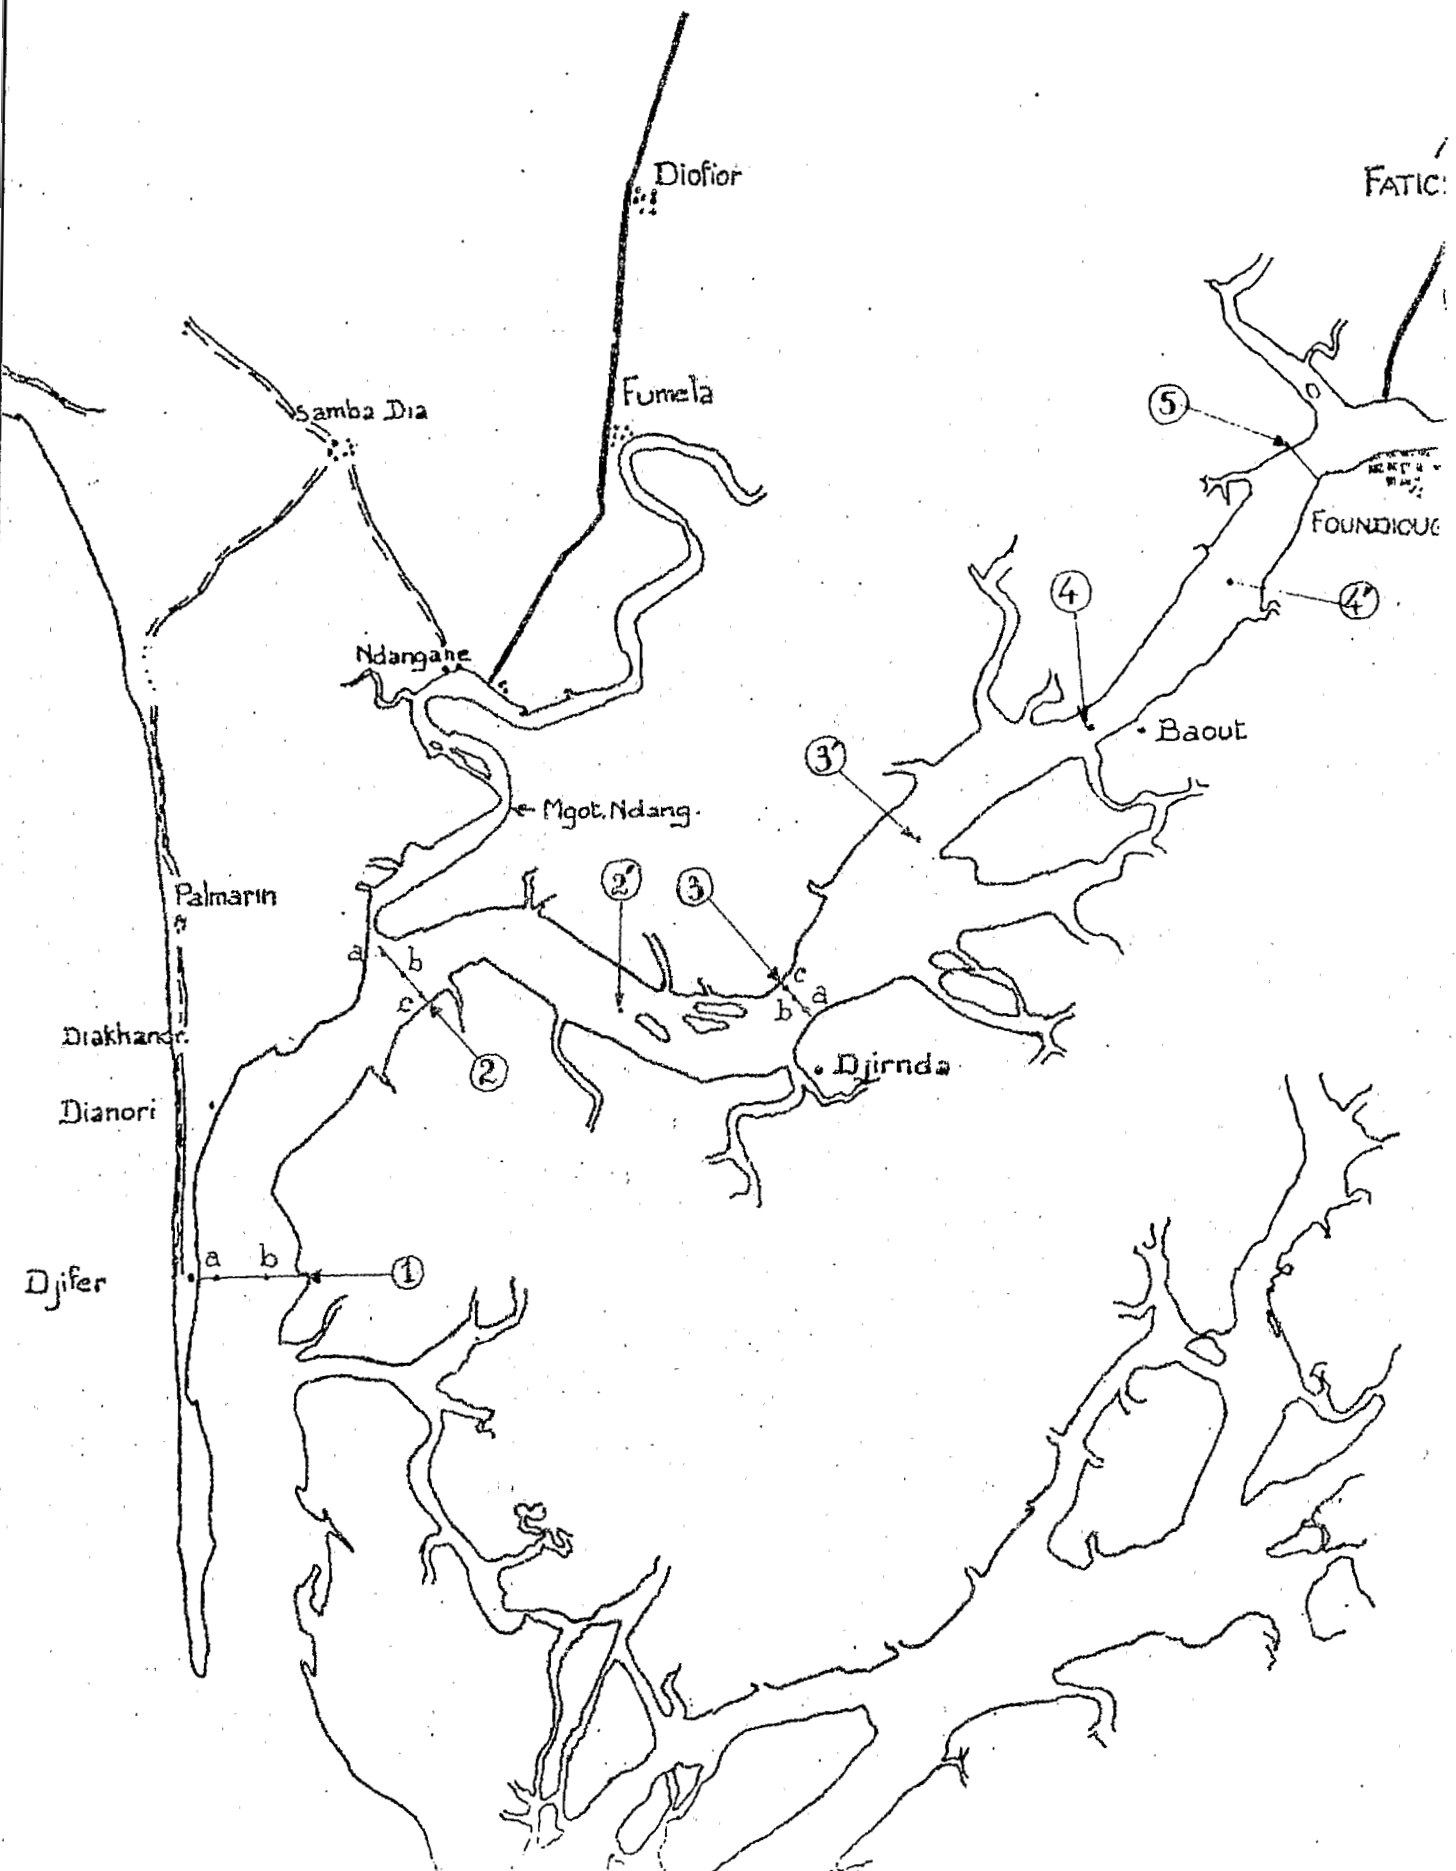 Diofior
FATIC
Fumela
5
Samba Dia
FOUNDIOUG
4
4'
Ndangane
Baout
3'
Mgot. Ndang.
2'
3
Palmarin
a
b
c
c
a
b
2
Diakhanor.
Djirnda
Dianori
a
b
1
Djifer